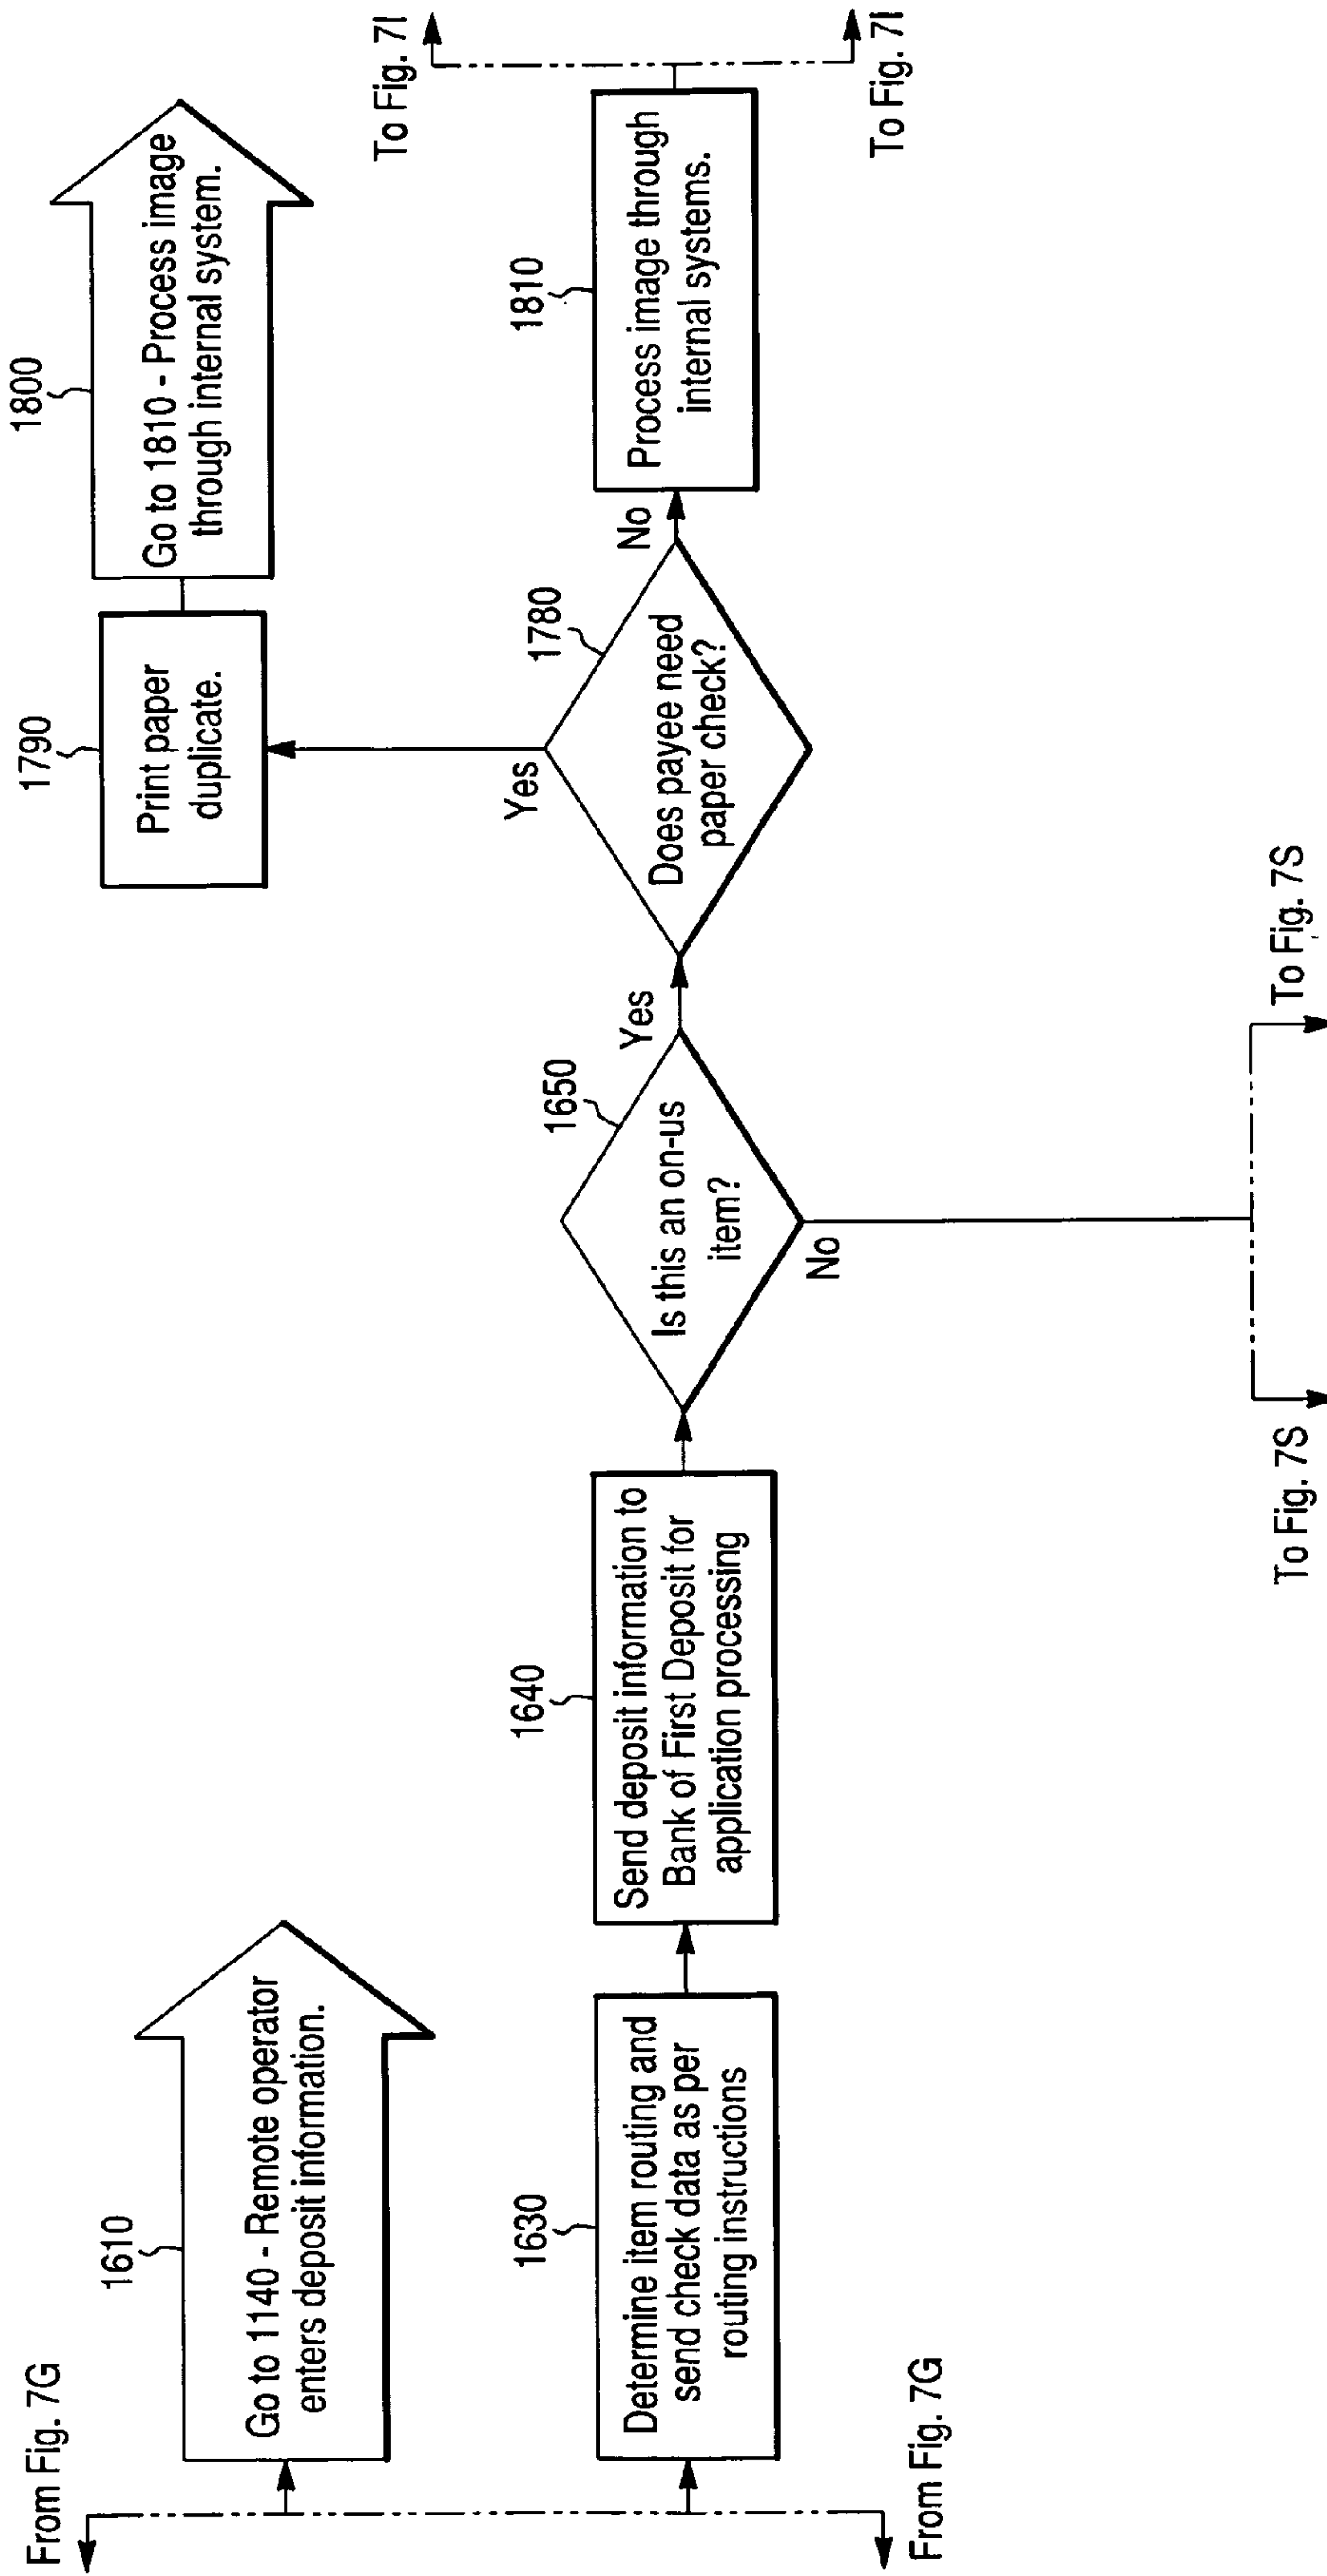 From Fig. 7G
1610
Go to 1140 - Remote operator
enters deposit information.
1630
Determine item routing and
send check data as per
routing instructions
From Fig. 7G
1640
Send deposit information to
Bank of First Deposit for
application processing
1650
Is this an on-us
item?
Yes
No
To Fig. 7S
To Fig. 7S
1780
Does payee need
paper check?
Yes
No
1790
Print paper
duplicate.
1800
Go to 1810 - Process image
through internal system.
1810
Process image through
internal systems.
To Fig. 7I
To Fig. 7I